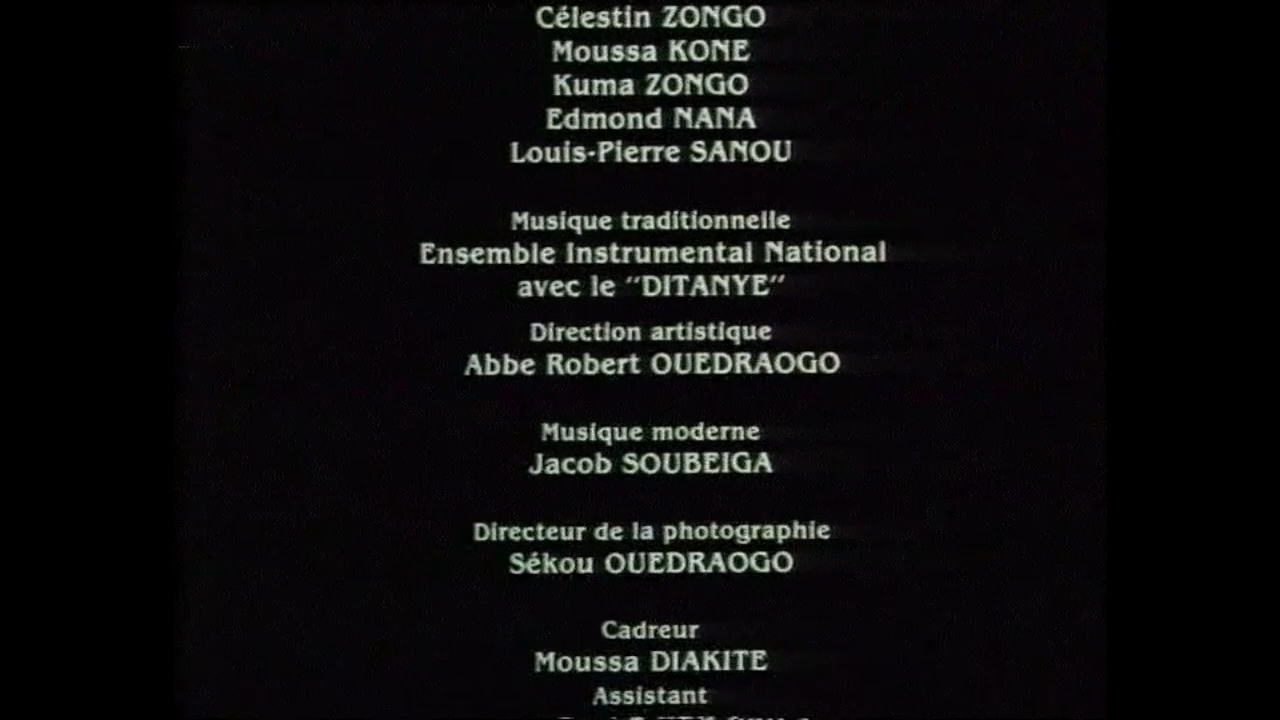 Célestin ZONGO
Moussa KONE
Kuma ZONGO
Edmond NANA
Louis-Pierre SANOU
Musique traditionnelle
Ensemble Instrumental National
avec le "DITANYE"
Direction artistique
Abbe Robert OUEDRAOGO
Musique moderne
Jacob SOUBEIGA
Directeur de la photographie
Sékou OUEDRAOGO
Cadreur
Moussa DIAKITE
Assistant